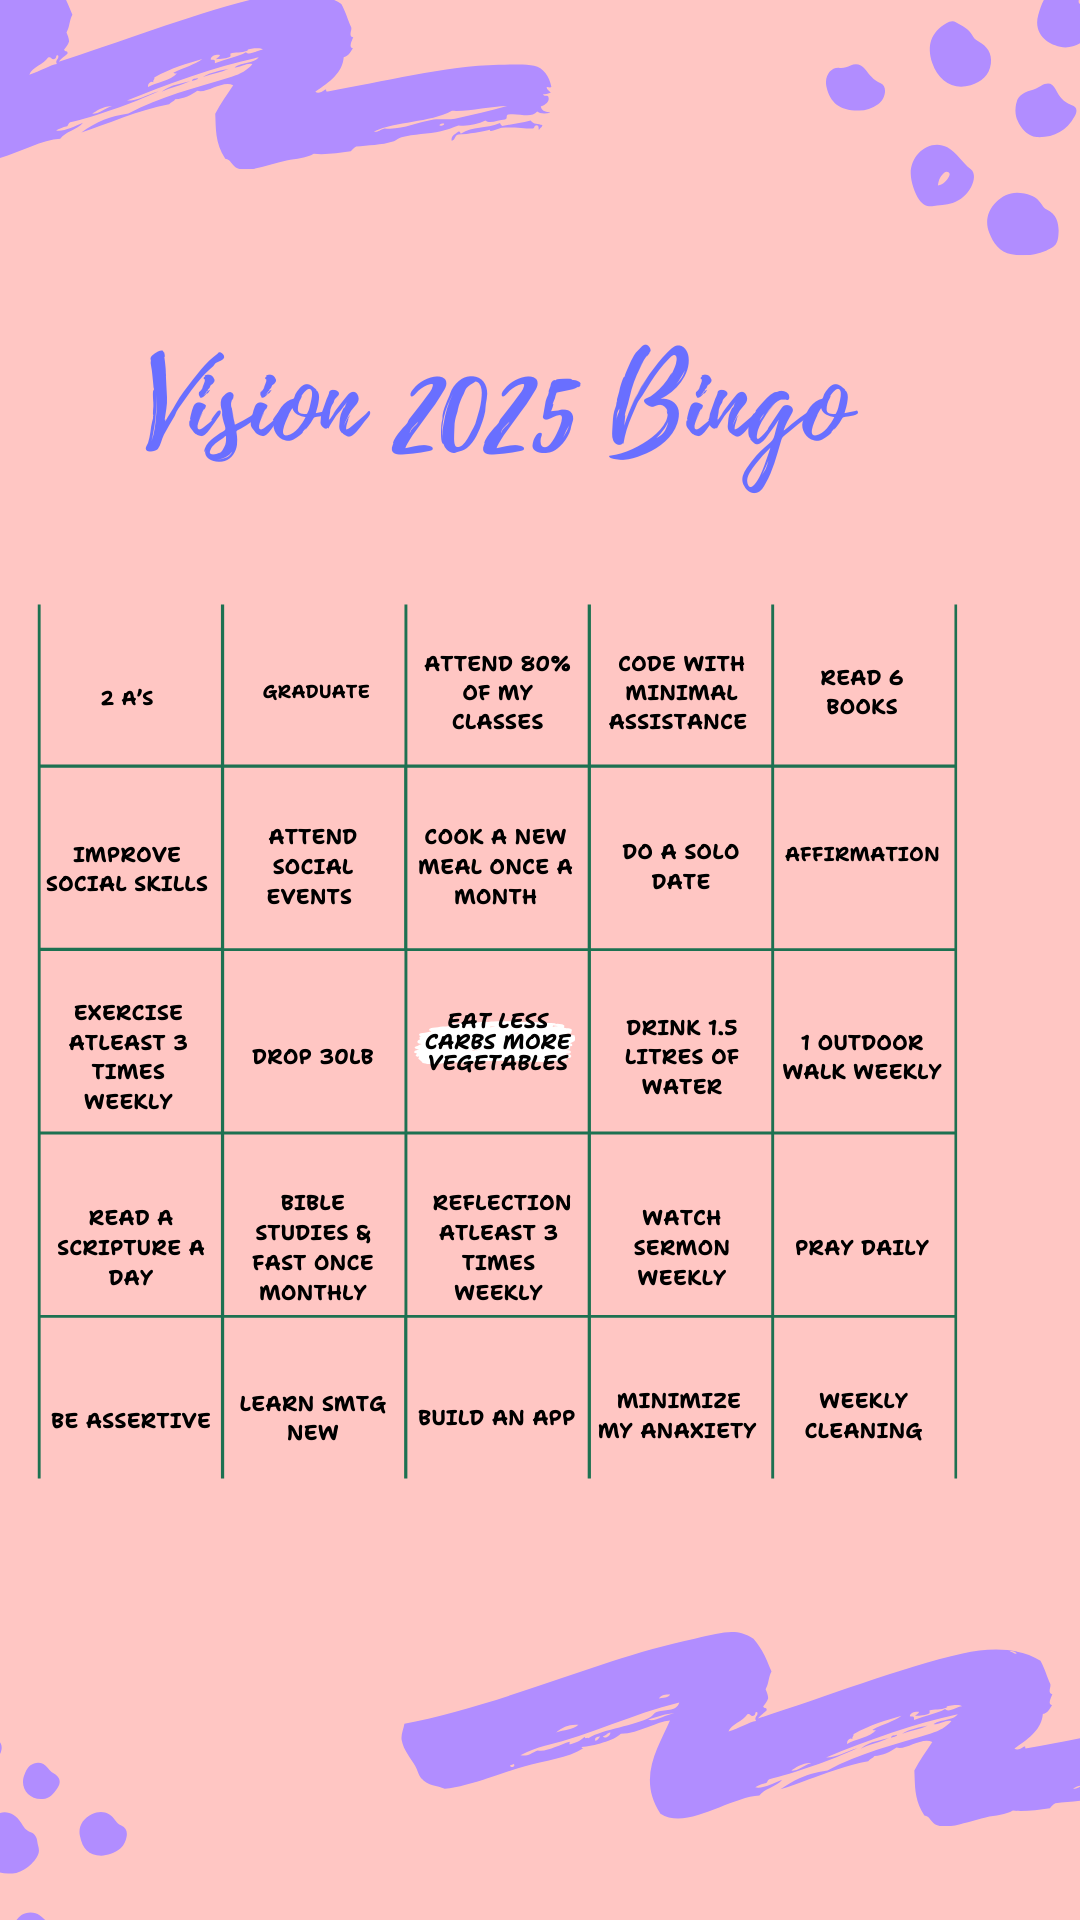 Vision 2025 Bingo
2 A'S
GRADUATE
ATTEND 80%
OF MY
CLASSES
CODE WITH
MINIMAL
ASSISTANCE
READ 6
BOOKS
IMPROVE
SOCIAL SKILLS
ATTEND
SOCIAL
EVENTS
COOK A NEW
MEAL ONCE A
MONTH
DO A SOLO
DATE
AFFIRMATION
EXERCISE
ATLEAST 3
TIMES
WEEKLY
DROP 30LB
EAT LESS
CARBS MORE
VEGETABLES
DRINK 1.5
LITRES OF
WATER
1 OUTDOOR
WALK WEEKLY
READ A
SCRIPTURE A
DAY
BIBLE
STUDIES &
FAST ONCE
MONTHLY
REFLECTION
ATLEAST 3
TIMES
WEEKLY
WATCH
SERMON
WEEKLY
PRAY DAILY
BE ASSERTIVE
LEARN SMTG
NEW
BUILD AN APP
MINIMIZE
MY ANAXIETY
WEEKLY
CLEANING